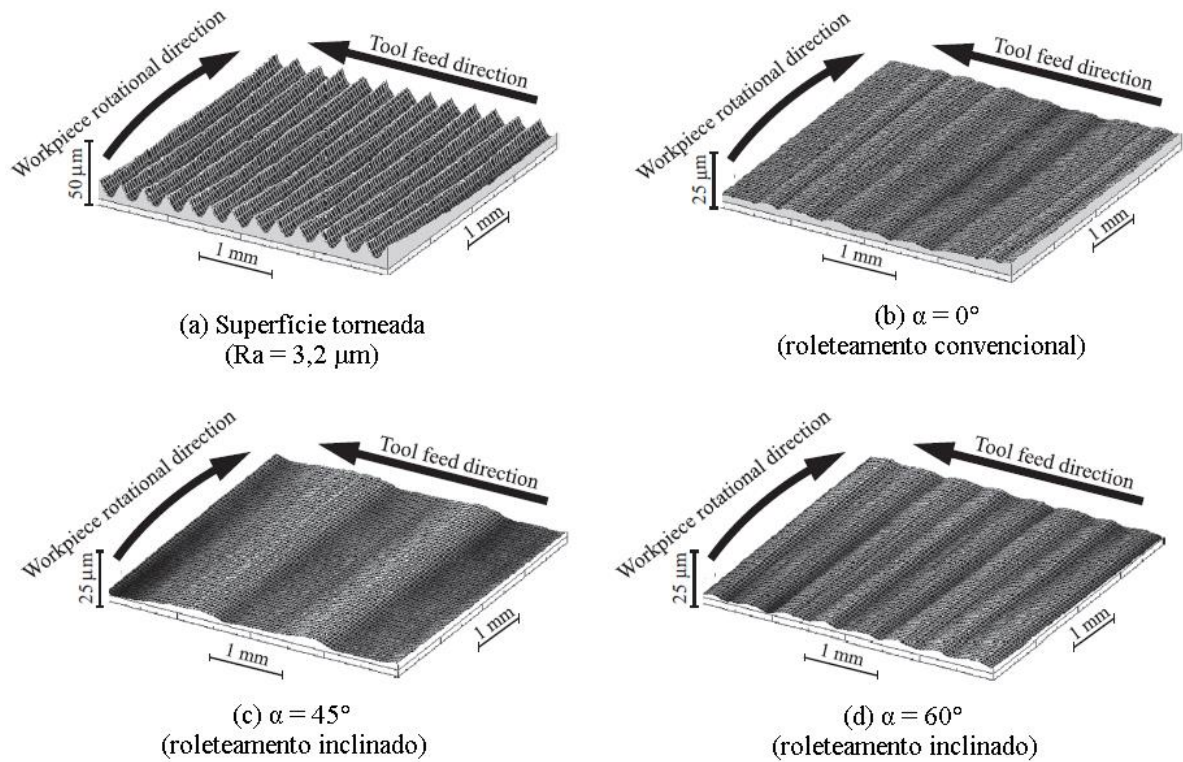 Workpiece rotational direction
Tool feed direction
50 μm
1 mm
1 mm
(a) Superfície torneada
(Ra = 3,2 μm)
Workpiece rotational direction
Tool feed direction
25 μm
1 mm
1 mm
(b) α = 0°
(roleteamento convencional)
Workpiece rotational direction
Tool feed direction
25 μm
1 mm
1 mm
(c) α = 45°
(roleteamento inclinado)
Workpiece rotational direction
Tool feed direction
25 μm
1 mm
1 mm
(d) α = 60°
(roleteamento inclinado)